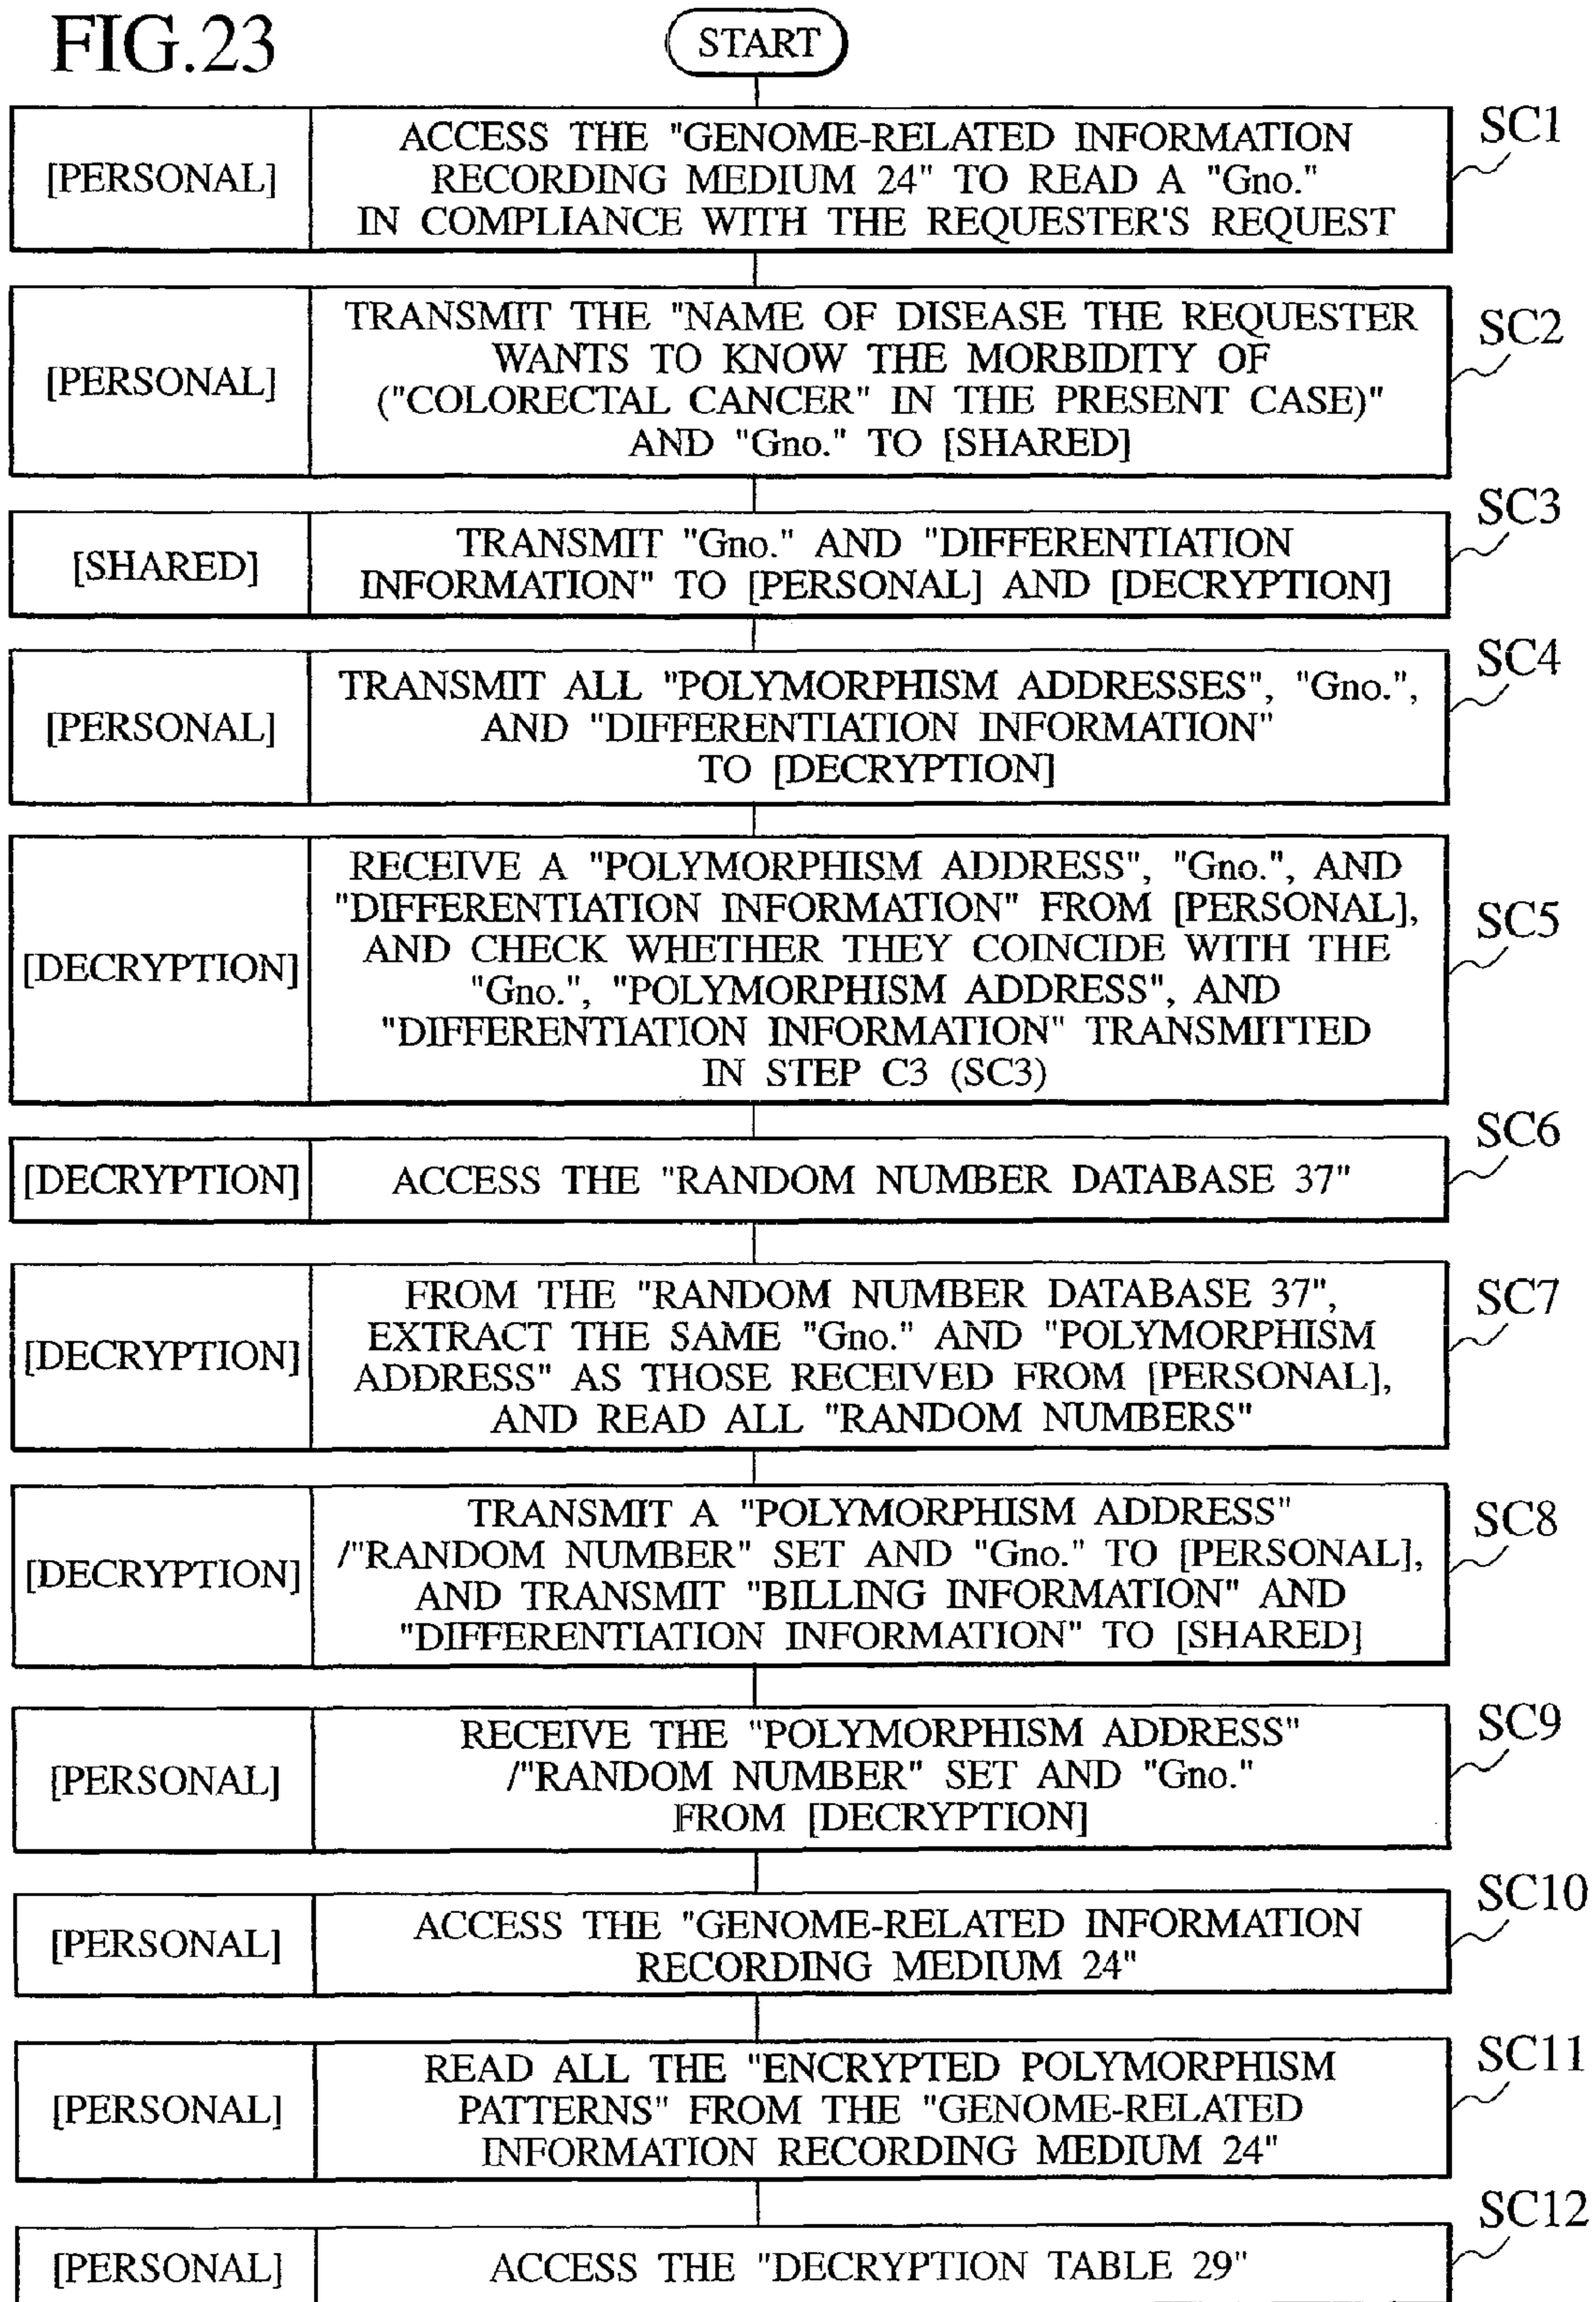 FIG.23
START
[PERSONAL]
ACCESS THE "GENOME-RELATED INFORMATION
RECORDING MEDIUM 24" TO READ A "Gno."
IN COMPLIANCE WITH THE REQUESTER'S REQUEST
SC1
[PERSONAL]
TRANSMIT THE "NAME OF DISEASE THE REQUESTER
WANTS TO KNOW THE MORBIDITY OF
("COLORECTAL CANCER" IN THE PRESENT CASE)"
AND "Gno." TO [SHARED]
SC2
[SHARED]
TRANSMIT "Gno." AND "DIFFERENTIATION
INFORMATION" TO [PERSONAL] AND [DECRYPTION]
SC3
[PERSONAL]
TRANSMIT ALL "POLYMORPHISM ADDRESSES", "Gno.",
AND "DIFFERENTIATION INFORMATION"
TO [DECRYPTION]
SC4
[DECRYPTION]
RECEIVE A "POLYMORPHISM ADDRESS", "Gno.", AND
"DIFFERENTIATION INFORMATION" FROM [PERSONAL],
AND CHECK WHETHER THEY COINCIDE WITH THE
"Gno.", "POLYMORPHISM ADDRESS", AND
"DIFFERENTIATION INFORMATION" TRANSMITTED
IN STEP C3 (SC3)
SC5
[DECRYPTION]
ACCESS THE "RANDOM NUMBER DATABASE 37"
SC6
[DECRYPTION]
FROM THE "RANDOM NUMBER DATABASE 37",
EXTRACT THE SAME "Gno." AND "POLYMORPHISM
ADDRESS" AS THOSE RECEIVED FROM [PERSONAL],
AND READ ALL "RANDOM NUMBERS"
SC7
[DECRYPTION]
TRANSMIT A "POLYMORPHISM ADDRESS"
/"RANDOM NUMBER" SET AND "Gno." TO [PERSONAL],
AND TRANSMIT "BILLING INFORMATION" AND
"DIFFERENTIATION INFORMATION" TO [SHARED]
SC8
[PERSONAL]
RECEIVE THE "POLYMORPHISM ADDRESS"
/"RANDOM NUMBER" SET AND "Gno."
FROM [DECRYPTION]
SC9
[PERSONAL]
ACCESS THE "GENOME-RELATED INFORMATION
RECORDING MEDIUM 24"
SC10
[PERSONAL]
READ ALL THE "ENCRYPTED POLYMORPHISM
PATTERNS" FROM THE "GENOME-RELATED
INFORMATION RECORDING MEDIUM 24"
SC11
[PERSONAL]
ACCESS THE "DECRYPTION TABLE 29"
SC12